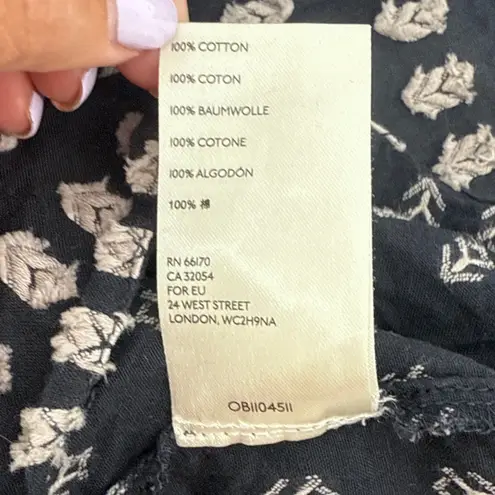 100% COTTON
100% COTON
100% BAUMWOLLE
100% COTONE
100% ALGODÓN
100% 棉
RN 66170
CA 32054
FOR EU
24 WEST STREET
LONDON, WC2H9NA
OB1104511